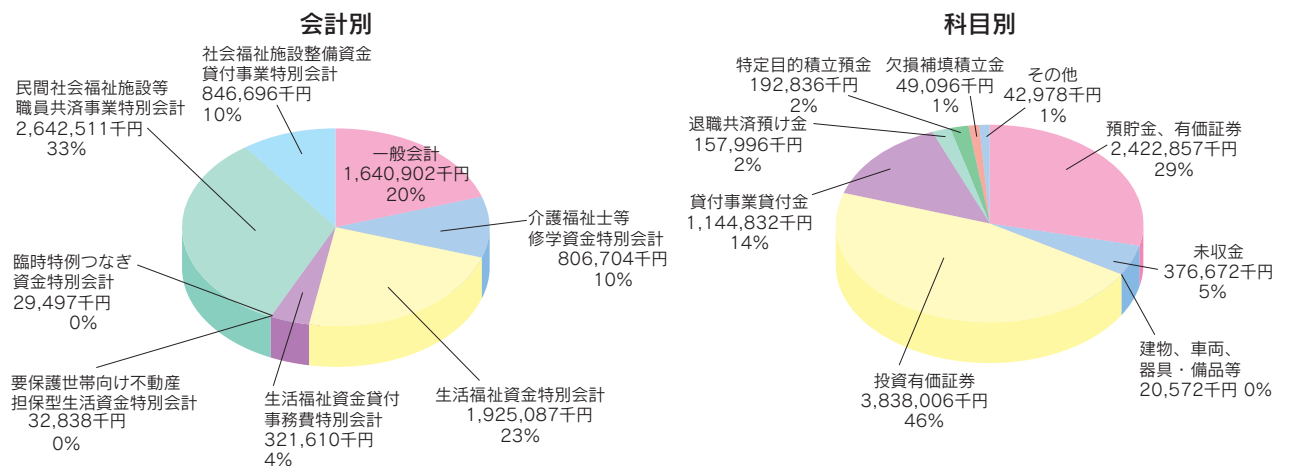 会計別
社会福祉施設整備資金
貸付事業特別会計
846,696千円
10%
民間社会福祉施設等
職員共済事業特別会計
2,642,511千円
33%
一般会計
1,640,902千円
20%
介護福祉士等
修学資金特別会計
806,704千円
10%
臨時特例つなぎ
資金特別会計
29,497千円
0%
要保護世帯向け不動産
担保型生活資金特別会計
32,838千円
0%
生活福祉資金貸付
事務費特別会計
321,610千円
4%
生活福祉資金特別会計
1,925,087千円
23%
科目別
特定目的積立預金
192,836千円
2%
欠損補填積立金
49,096千円
1%
その他
42,978千円
1%
退職共済預け金
157,996千円
2%
預貯金、有価証券
2,422,857千円
29%
貸付事業貸付金
1,144,832千円
14%
未収金
376,672千円
5%
建物、車両、
器具・備品等
20,572千円 0%
投資有価証券
3,838,006千円
46%